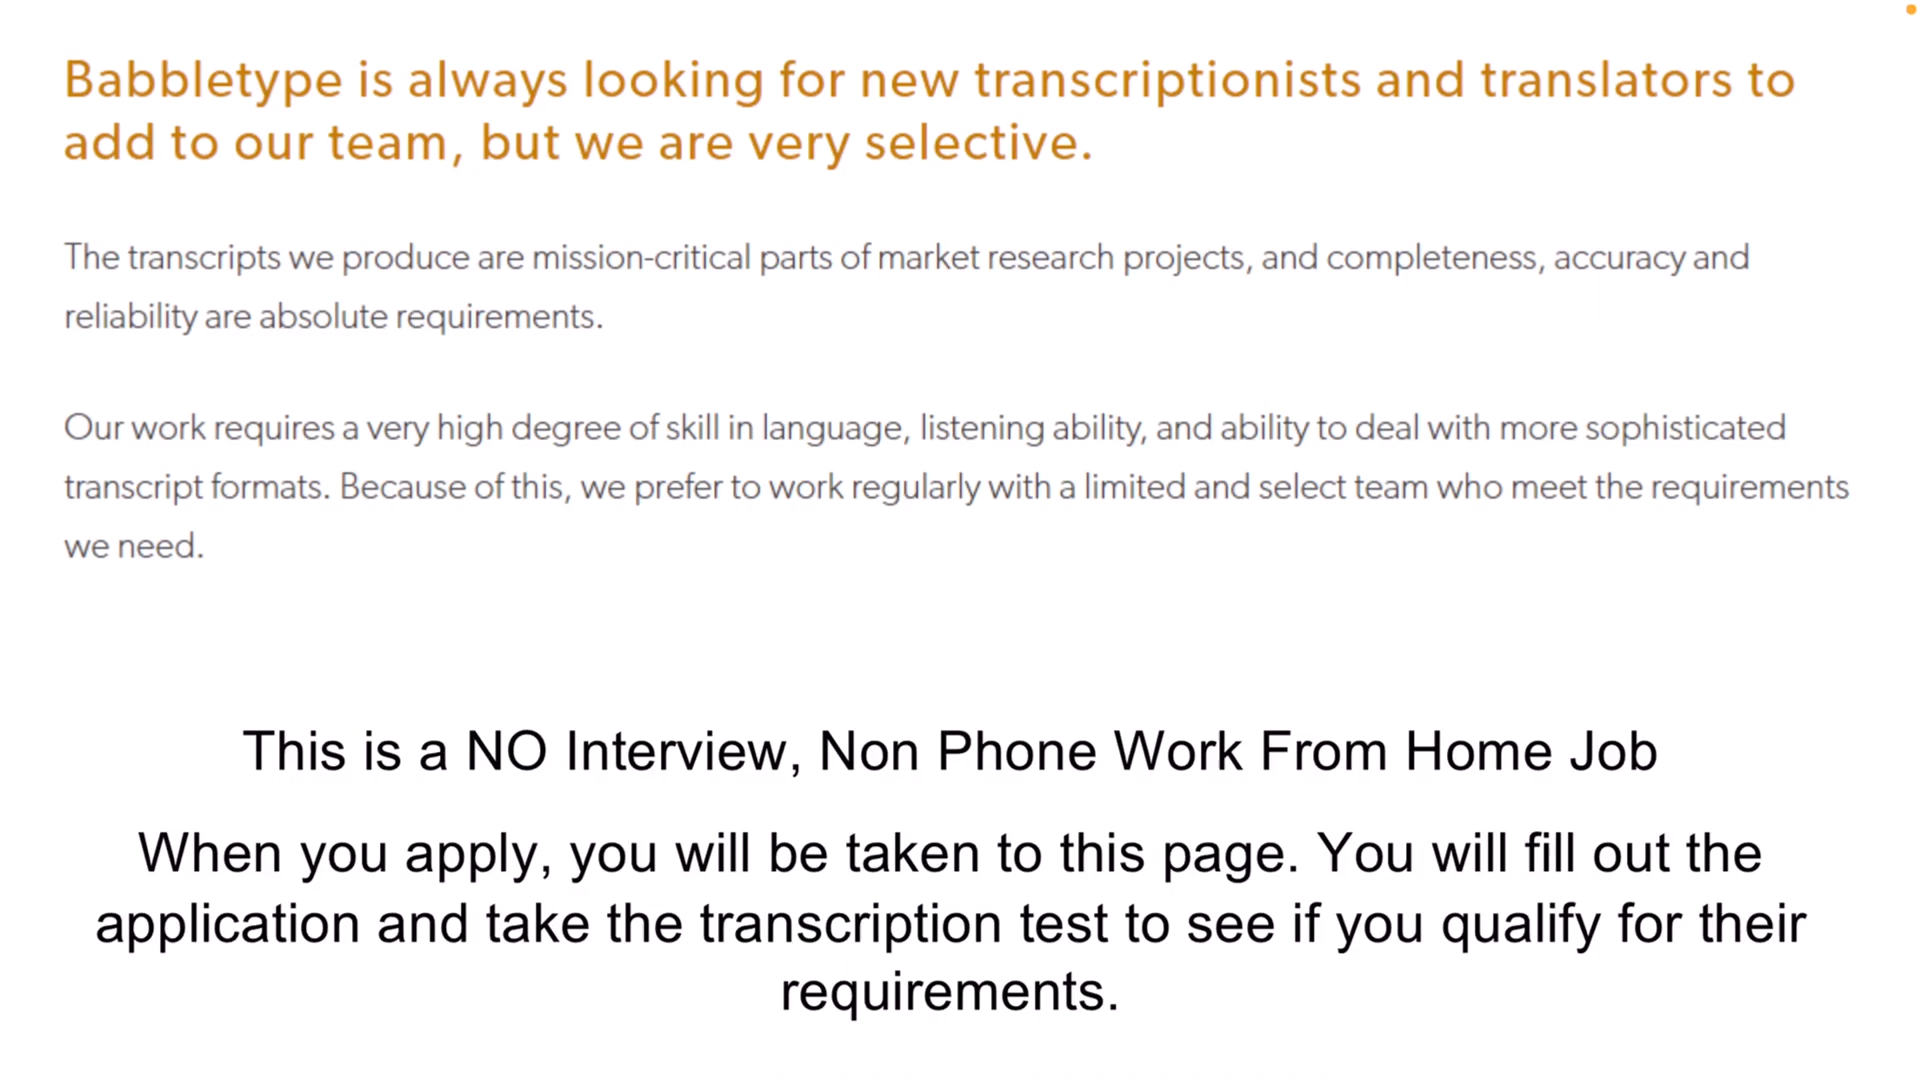 Babbletype is always looking for new transcriptionists and translators to
add to our team, but we are very selective.
The transcripts we produce are mission-critical parts of market research projects, and completeness, accuracy and
reliability are absolute requirements.
Our work requires a very high degree of skill in language, listening ability, and ability to deal with more sophisticated
transcript formats. Because of this, we prefer to work regularly with a limited and select team who meet the requirements
we need.
This is a NO Interview, Non Phone Work From Home Job
When you apply, you will be taken to this page. You will fill out the
application and take the transcription test to see if you qualify for their
requirements.